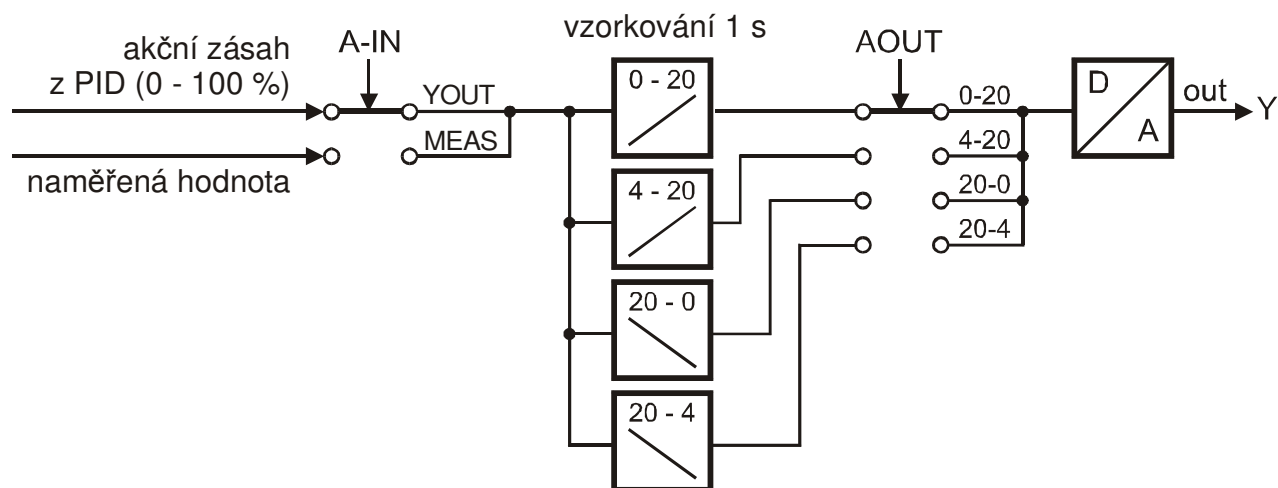 vzorkování 1 s
akční zásah
z PID (0 - 100 %)
A-IN
YOUT
MEAS
naměřená hodnota
0 - 20
4 - 20
20 - 0
20 - 4
AOUT
0-20
4-20
20-0
20-4
D
A
out
Y